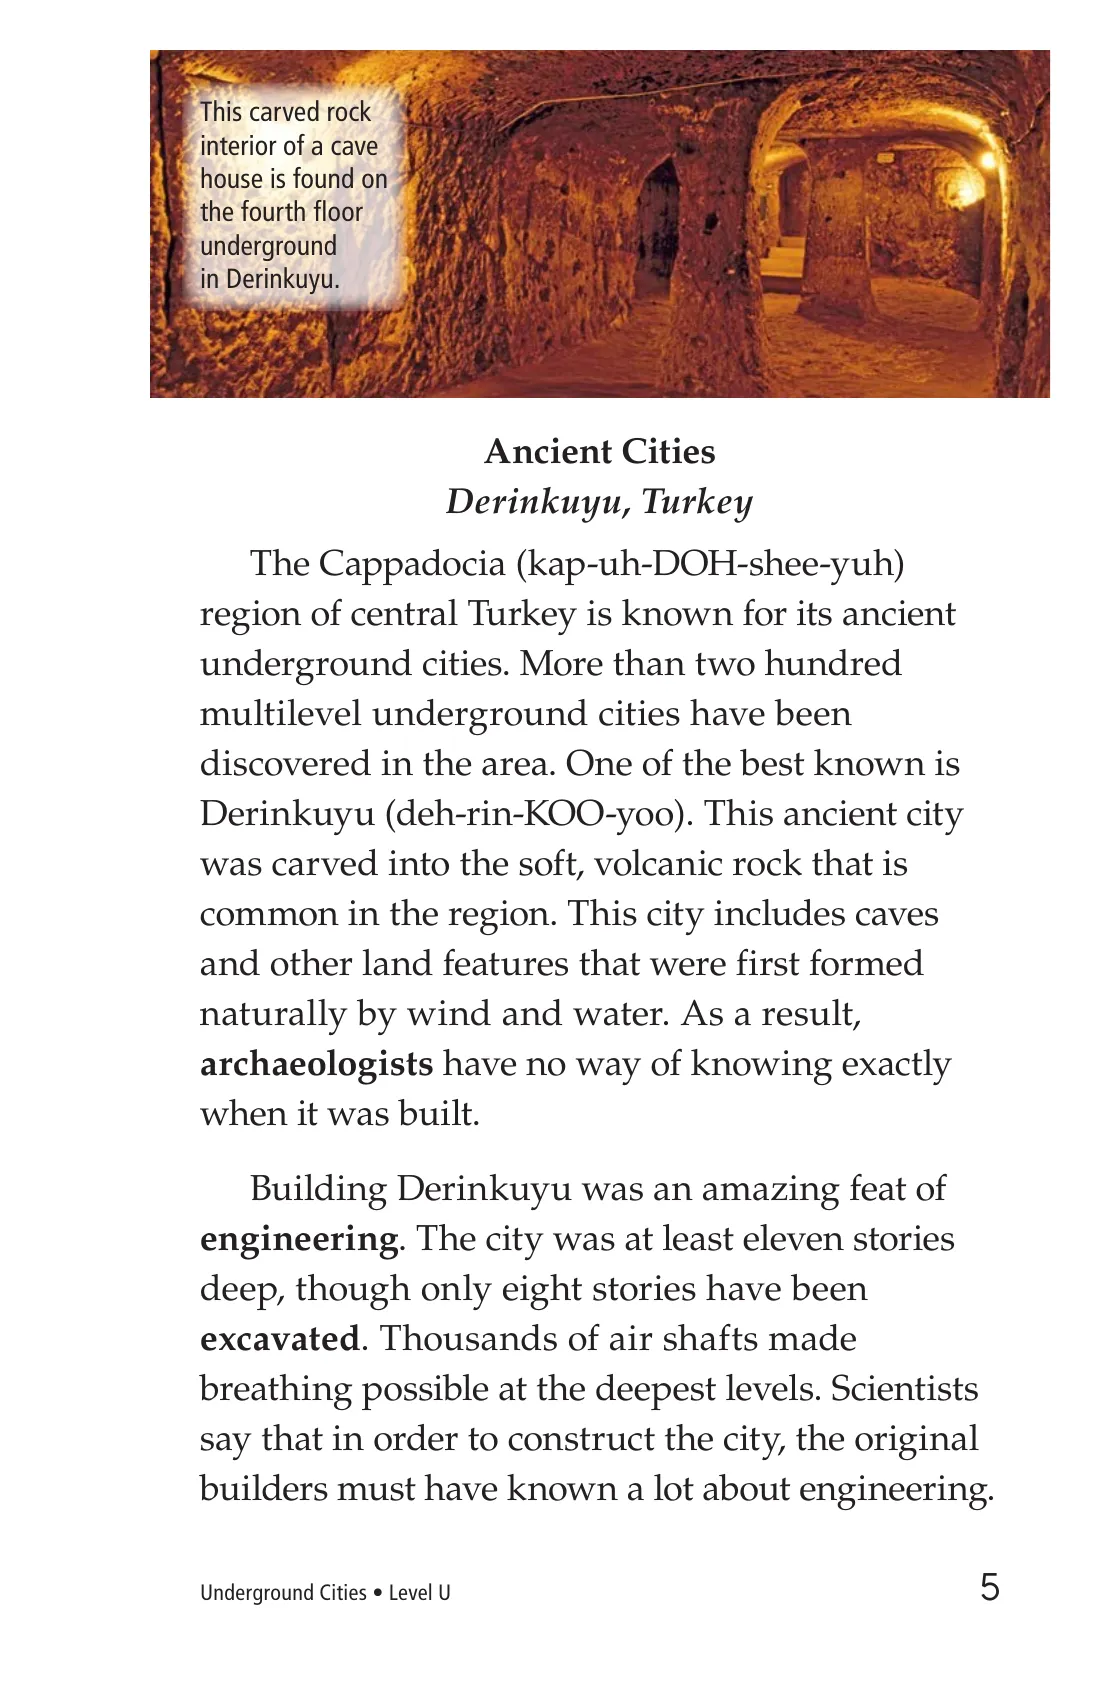 This carved rock
interior of a cave
house is found on
the fourth floor
underground
in Derinkuyu.
Ancient Cities
Derinkuyu, Turkey
The Cappadocia (kap-uh-DOH-shee-yuh)
region of central Turkey is known for its ancient
underground cities. More than two hundred
multilevel underground cities have been
discovered in the area. One of the best known is
Derinkuyu (deh-rin-KOO-yoo). This ancient city
was carved into the soft, volcanic rock that is
common in the region. This city includes caves
and other land features that were first formed
naturally by wind and water. As a result,
archaeologists have no way of knowing exactly
when it was built.
Building Derinkuyu was an amazing feat of
engineering. The city was at least eleven stories
deep, though only eight stories have been
excavated. Thousands of air shafts made
breathing possible at the deepest levels. Scientists
say that in order to construct the city, the original
builders must have known a lot about engineering.
Underground Cities • Level U
5